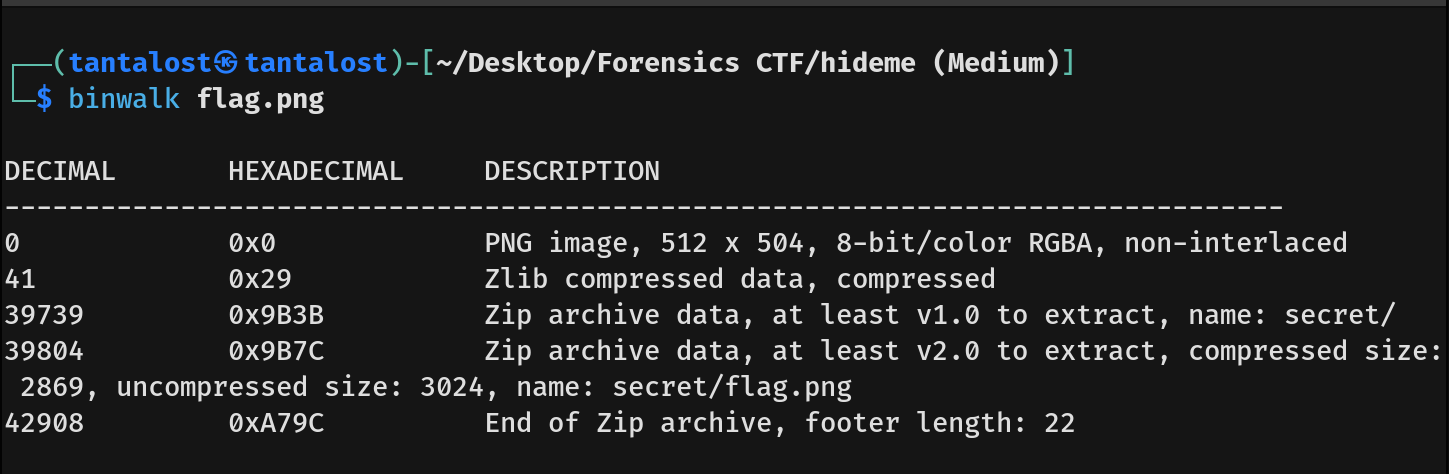 (tantalost㉿tantalost)-[~/Desktop/Forensics CTF/hideme (Medium)]
$ binwalk flag.png
DECIMAL       HEXADECIMAL     DESCRIPTION
--------------------------------------------------------------------------------
0             0x0             PNG image, 512 x 504, 8-bit/color RGBA, non-interlaced
41            0x29            Zlib compressed data, compressed
39739         0x9B3B          Zip archive data, at least v1.0 to extract, name: secret/
39804         0x9B7C          Zip archive data, at least v2.0 to extract, compressed size:
 2869, uncompressed size: 3024, name: secret/flag.png
42908         0xA79C          End of Zip archive, footer length: 22